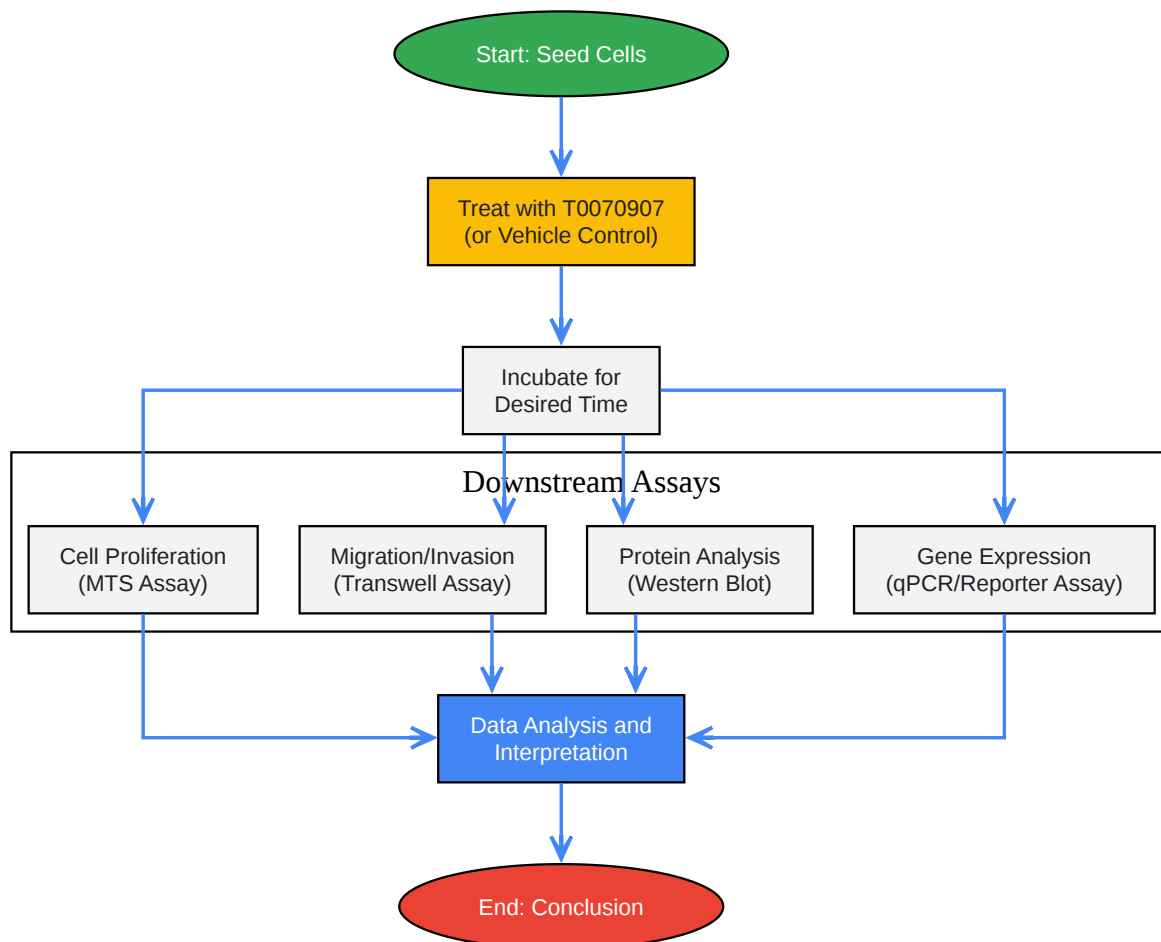 Start: Seed Cells
Treat with T0070907
(or Vehicle Control)
Incubate for
Desired Time
Downstream Assays
Cell Proliferation
(MTS Assay)
Migration/Invasion
(Transwell Assay)
Protein Analysis
(Western Blot)
Gene Expression
(qPCR/Reporter Assay)
Data Analysis and
Interpretation
End: Conclusion